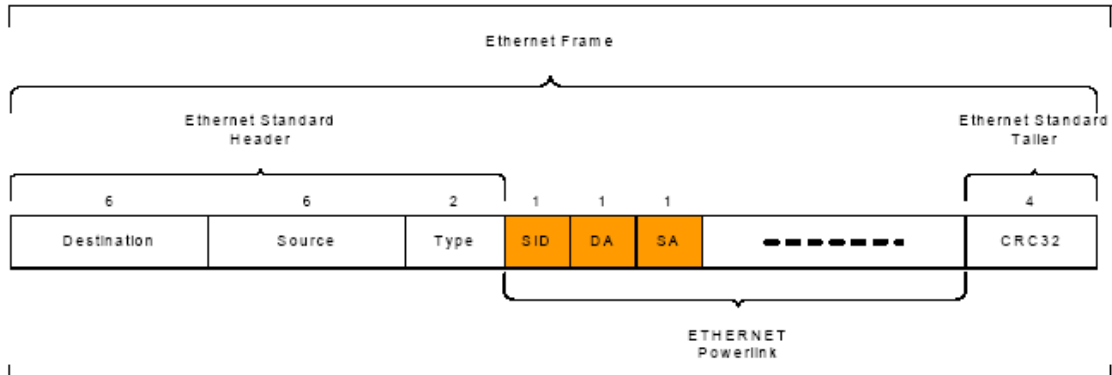 Ethernet Frame
Ethernet Standard
Header
Ethernet Standard
Taller
6 6 2 1 1 1 4
Destination Source Type SID DA SA CRC32
ETHERNET
Powerlink